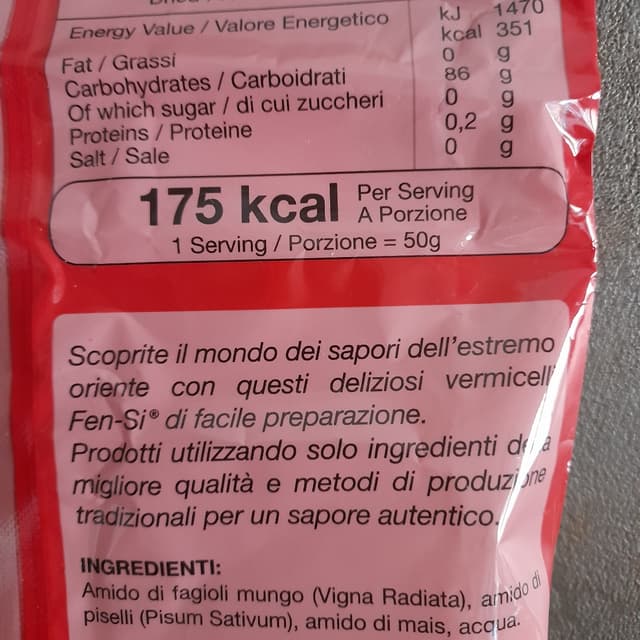 Energy Value / Valore Energetico kJ 1470
kcal 351
Fat / Grassi 0 g
Carbohydrates / Carboidrati 86 g
Of which sugar / di cui zuccheri 0 g
Proteins / Proteine 0,2 g
Salt / Sale 0 g
175 kcal Per Serving
A Porzione
1 Serving / Porzione = 50g
Scoprite il mondo dei sapori dell'estremo
oriente con questi deliziosi vermicelli
Fen-Si® di facile preparazione.
Prodotti utilizzando solo ingredienti della
migliore qualità e metodi di produzione
tradizionali per un sapore autentico.
INGREDIENTI:
Amido di fagioli mungo (Vigna Radiata), amido di
piselli (Pisum Sativum), amido di mais, acqua.